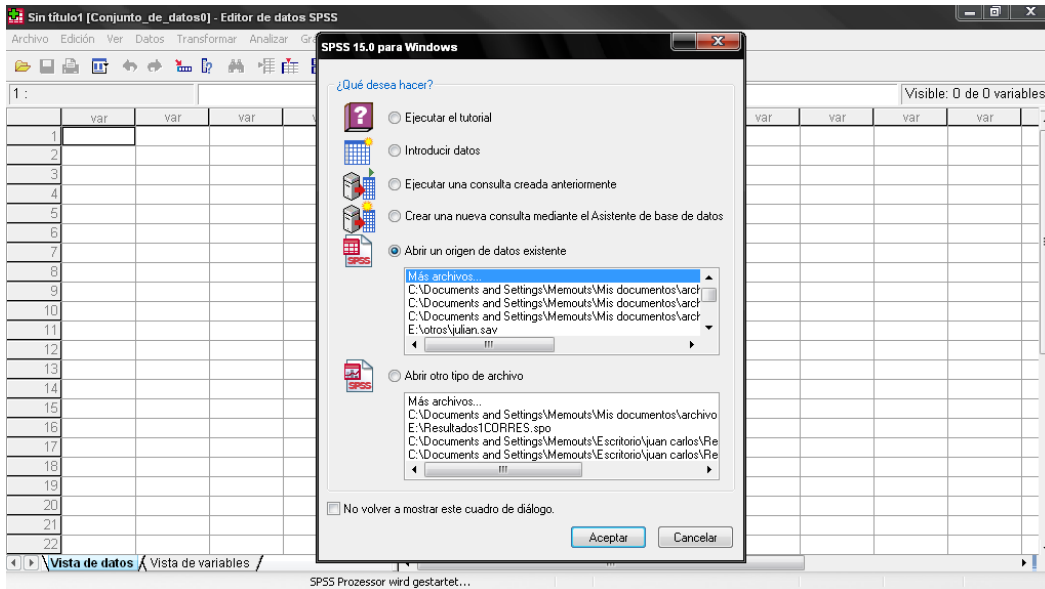 Sin título1 [Conjunto_de_datos0] - Editor de datos SPSS
Archivo Edición Ver Datos Transformar Analizar
1 :
Visible: 0 de 0 variables
var var var var var var var
1
2
3
4
5
6
7
8
9
10
11
12
13
14
15
16
17
18
19
20
21
22
SPSS 15.0 para Windows
¿Qué desea hacer?
Ejecutar el tutorial
Introducir datos
Ejecutar una consulta creada anteriormente
Crear una nueva consulta mediante el Asistente de base de datos
SPSS
Abrir un origen de datos existente
Más archivos...
C:\Documents and Settings\Memouts\Mis documentos\arch
C:\Documents and Settings\Memouts\Mis documentos\arch
C:\Documents and Settings\Memouts\Mis documentos\arch
E:\otros\julian.sav
SPSS
Abrir otro tipo de archivo
Más archivos...
C:\Documents and Settings\Memouts\Mis documentos\archivo
E:\Resultados1CORRES.spo
C:\Documents and Settings\Memouts\Escritorio\juan carlos\Re
C:\Documents and Settings\Memouts\Escritorio\juan carlos\Re
No volver a mostrar este cuadro de diálogo.
Aceptar Cancelar
Vista de datos Vista de variables
SPSS Prozessor wird gestartet...